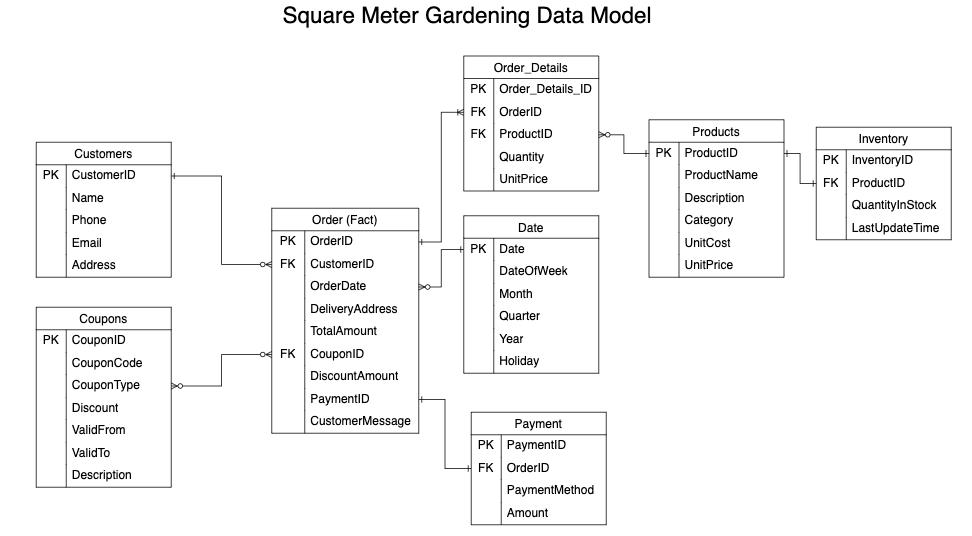 Square Meter Gardening Data Model
Customers
PK CustomerID
Name
Phone
Email
Address
Coupons
PK CouponID
CouponCode
CouponType
Discount
ValidFrom
ValidTo
Description
Order (Fact)
PK OrderID
FK CustomerID
OrderDate
DeliveryAddress
TotalAmount
FK CouponID
DiscountAmount
PaymentID
CustomerMessage
Order_Details
PK Order_Details_ID
FK OrderID
FK ProductID
Quantity
UnitPrice
Date
PK Date
DateOfWeek
Month
Quarter
Year
Holiday
Payment
PK PaymentID
FK OrderID
PaymentMethod
Amount
Products
PK ProductID
ProductName
Description
Category
UnitCost
UnitPrice
Inventory
PK InventoryID
FK ProductID
QuantityInStock
LastUpdateTime